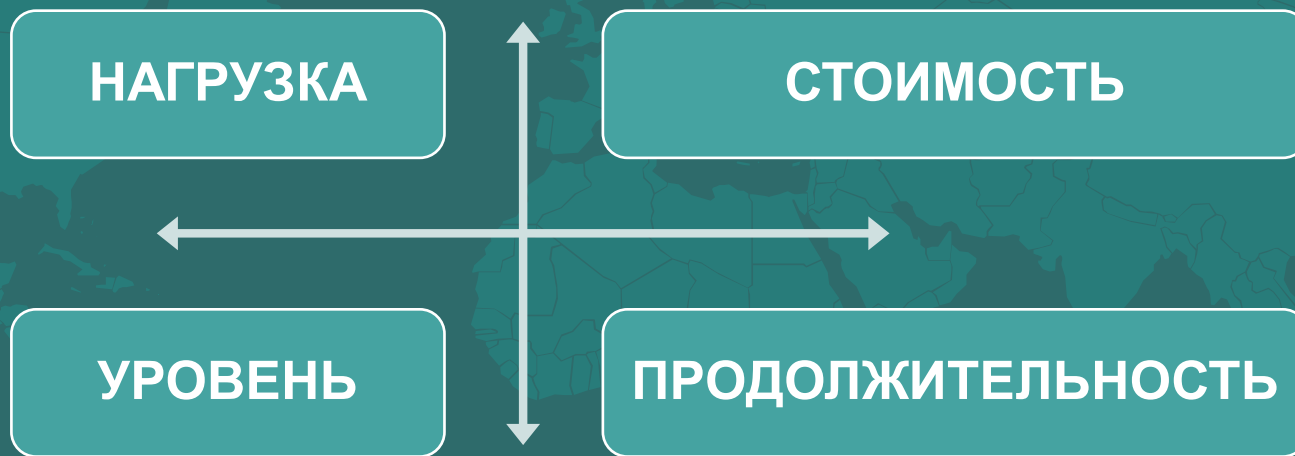 НАГРУЗКА
СТОИМОСТЬ
УРОВЕНЬ
ПРОДОЛЖИТЕЛЬНОСТЬ